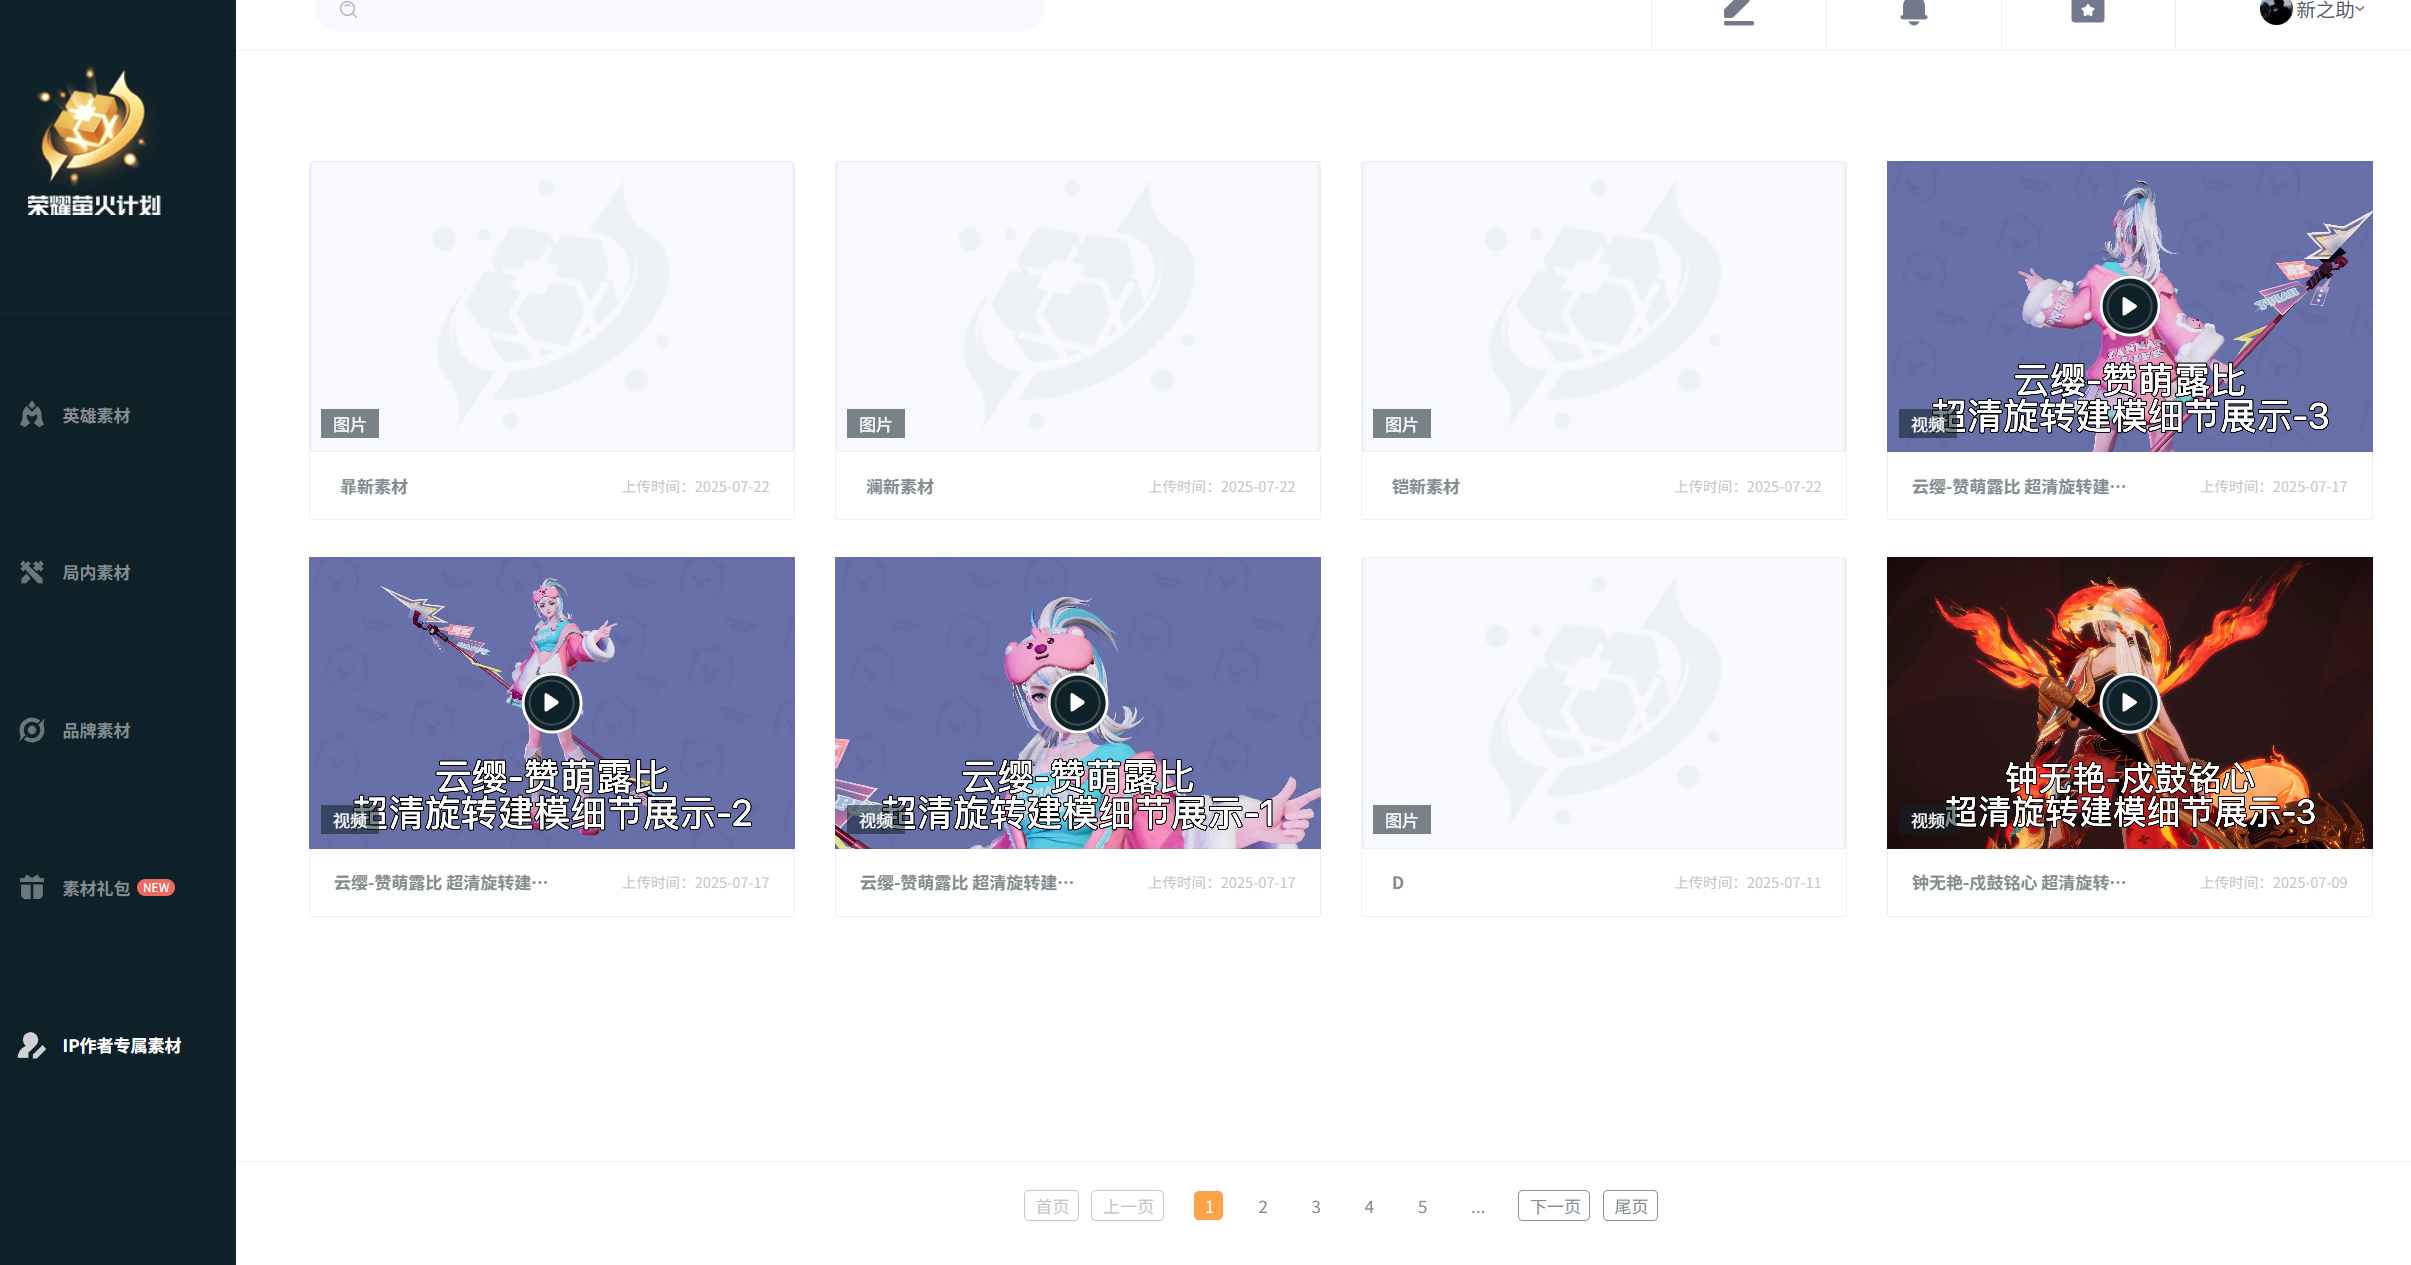 新之助
荣耀萤火计划
英雄素材
局内素材
品牌素材
素材礼包 NEW
IP作者专属素材
图片
图片
图片
云缨-赞萌露比
超清旋转建模细节展示-3
视频
新素材
上传时间：2025-07-22
澜新素材
上传时间：2025-07-22
铠新素材
上传时间：2025-07-22
云缨-赞萌露比 超清旋转建…
上传时间：2025-07-17
云缨-赞萌露比
超清旋转建模细节展示-2
视频
云缨-赞萌露比
超清旋转建模细节展示-1
视频
图片
钟无艳-戍鼓铭心
超清旋转建模细节展示-3
视频
云缨-赞萌露比 超清旋转建…
上传时间：2025-07-17
云缨-赞萌露比 超清旋转建…
上传时间：2025-07-17
D
上传时间：2025-07-11
钟无艳-戍鼓铭心 超清旋转…
上传时间：2025-07-09
首页 上一页 1 2 3 4 5 ... 下一页 尾页